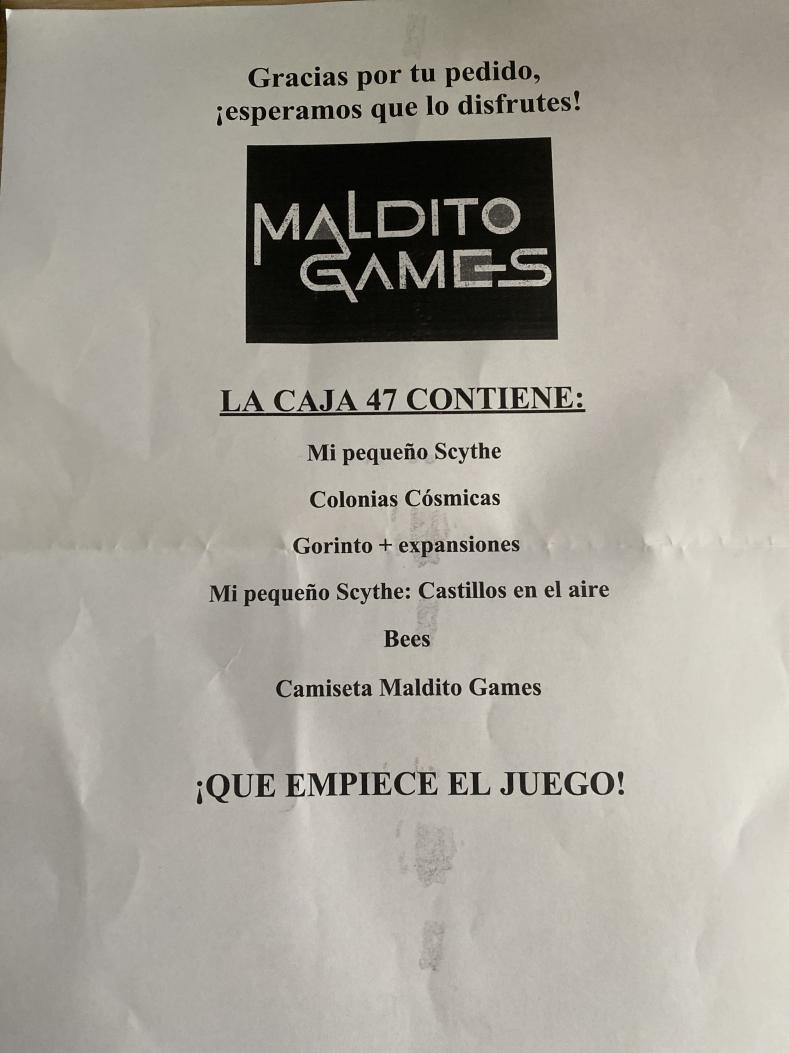 Gracias por tu pedido,
¡esperamos que lo disfrutes!
MALDITO
GAMES
LA CAJA 47 CONTIENE:
Mi pequeño Scythe
Colonias Cósmicas
Gorinto + expansiones
Mi pequeño Scythe: Castillos en el aire
Bees
Camiseta Maldito Games
¡QUE EMPIECE EL JUEGO!